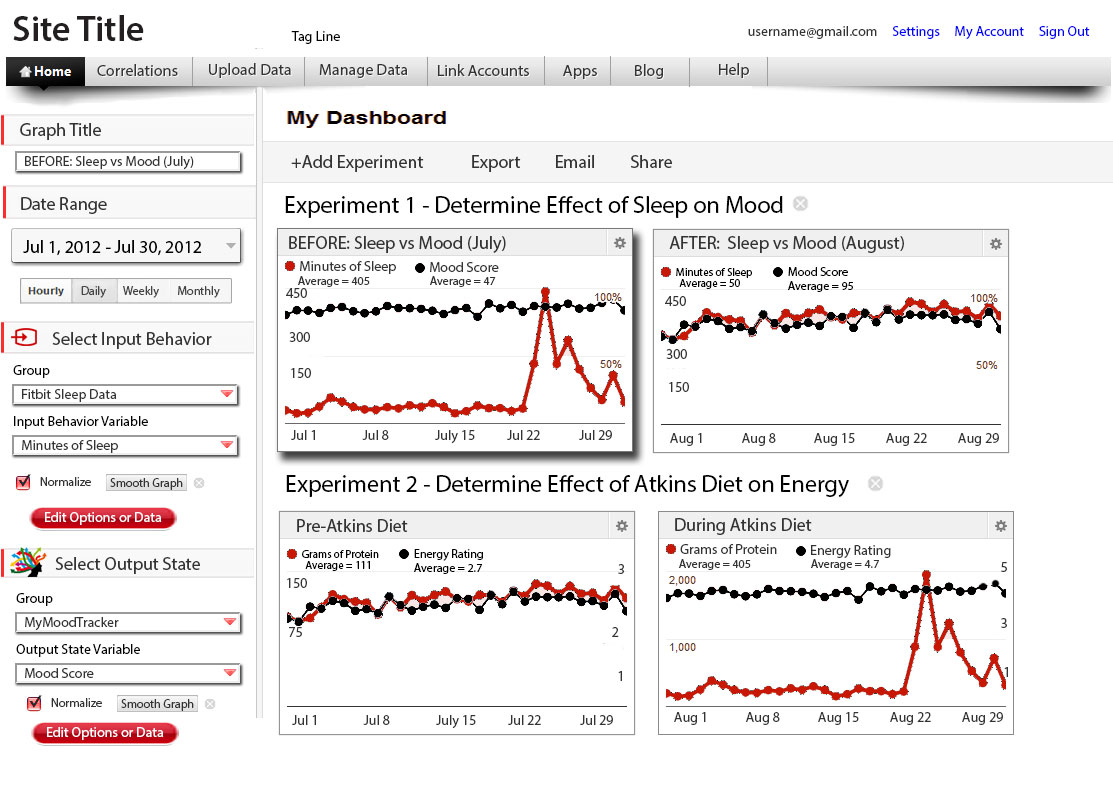 Site Title
Tag Line
username@gmail.com Settings My Account Sign Out
Home Correlations Upload Data Manage Data Link Accounts Apps Blog Help
Graph Title
BEFORE: Sleep vs Mood (July)
Date Range
Jul 1, 2012 - Jul 30, 2012
Hourly Daily Weekly Monthly
Select Input Behavior
Group
Fitbit Sleep Data
Input Behavior Variable
Minutes of Sleep
Normalize Smooth Graph
Edit Options or Data
Select Output State
Group
MyMoodTracker
Output State Variable
Mood Score
Normalize Smooth Graph
Edit Options or Data
My Dashboard
+Add Experiment Export Email Share
Experiment 1 - Determine Effect of Sleep on Mood
BEFORE: Sleep vs Mood (July)
Minutes of Sleep Mood Score
Average = 405 Average = 47
450 100%
300
150 50%
Jul 1 Jul 8 July 15 Jul 22 Jul 29
AFTER: Sleep vs Mood (August)
Minutes of Sleep Mood Score
Average = 50 Average = 95
450 100%
300
150 50%
Aug 1 Aug 8 Aug 15 Aug 22 Aug 29
Experiment 2 - Determine Effect of Atkins Diet on Energy
Pre-Atkins Diet
Grams of Protein Energy Rating
Average = 111 Average = 2.7
150 3
75 2
1
Jul 1 Jul 8 July 15 Jul 22 Jul 29
During Atkins Diet
Grams of Protein Energy Rating
Average = 405 Average = 4.7
2,000 5
3
1,000 1
Aug 1 Aug 8 Aug 15 Aug 22 Aug 29